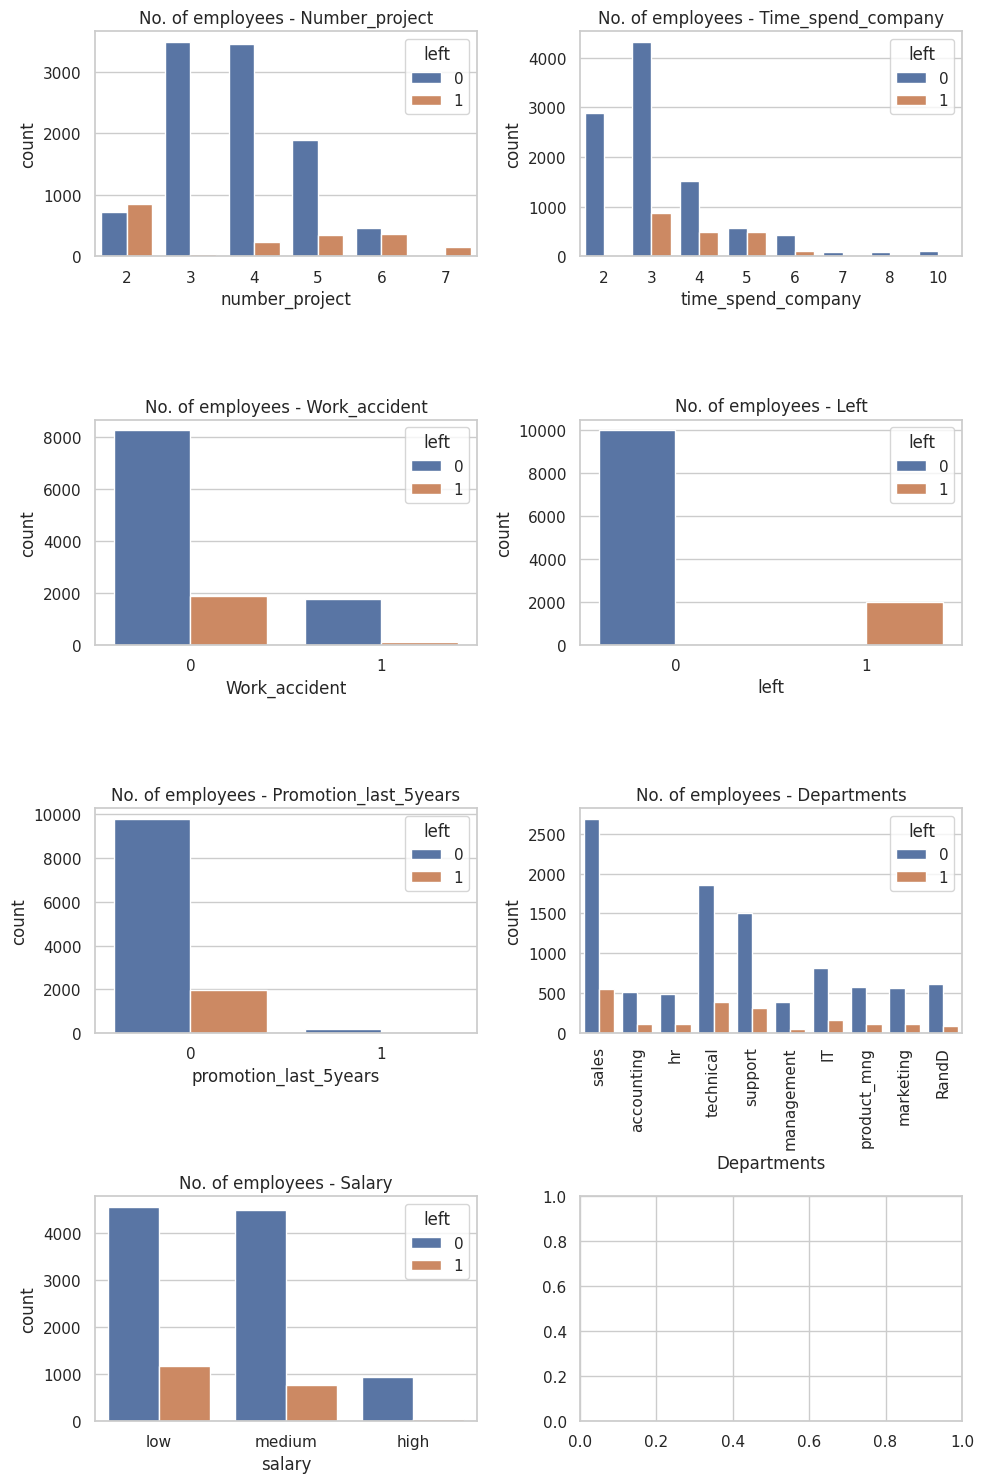 No. of employees - Number_project
3000
2000
1000
0
count
left
0
1
2 3 4 5 6 7
number_project
No. of employees - Time_spend_company
4000
3000
2000
1000
0
count
left
0
1
2 3 4 5 6 7 8 10
time_spend_company
No. of employees - Work_accident
8000
6000
4000
2000
0
count
left
0
1
0 1
Work_accident
No. of employees - Left
10000
8000
6000
4000
2000
0
count
left
0
1
0 1
left
No. of employees - Promotion_last_5years
10000
8000
6000
4000
2000
0
count
left
0
1
0 1
promotion_last_5years
No. of employees - Departments
2500
2000
1500
1000
500
0
count
left
0
1
sales
accounting
hr
technical
support
management
IT
product_mng
marketing
RandD
Departments
No. of employees - Salary
4000
3000
2000
1000
0
count
left
0
1
low medium high
salary
1.0
0.8
0.6
0.4
0.2
0.0
0.0 0.2 0.4 0.6 0.8 1.0